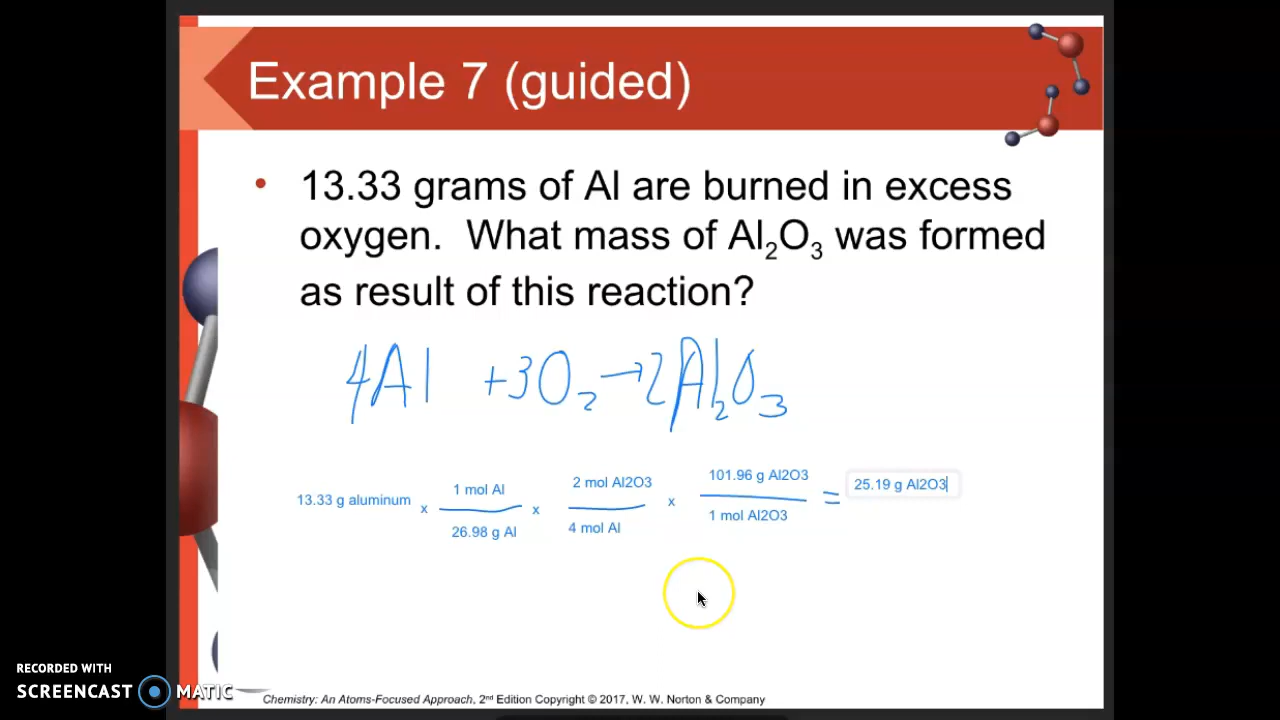 Example 7 (guided)
• 13.33 grams of Al are burned in excess
oxygen. What mass of Al₂O₃ was formed
as result of this reaction?
4Al +3O₂→2Al₂O₃
13.33 g aluminum x 1 mol Al / 26.98 g Al x 2 mol Al2O3 / 4 mol Al x 101.96 g Al2O3 / 1 mol Al2O3 = 25.19 g Al2O3
RECORDED WITH
SCREENCAST MATIC
Chemistry: An Atoms-Focused Approach, 2nd Edition Copyright © 2017, W. W. Norton & Company